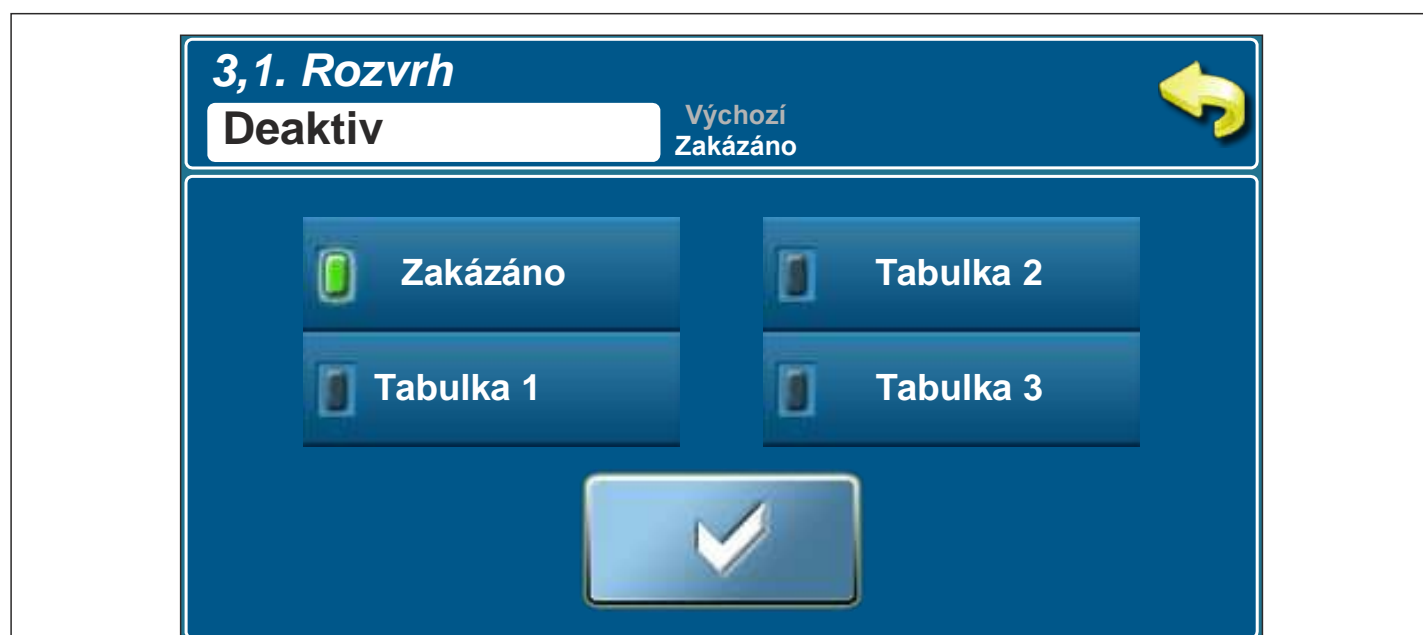 3,1. Rozvrh
Deaktiv
Výchozí
Zakázáno
Zakázáno
Tabulka 2
Tabulka 1
Tabulka 3